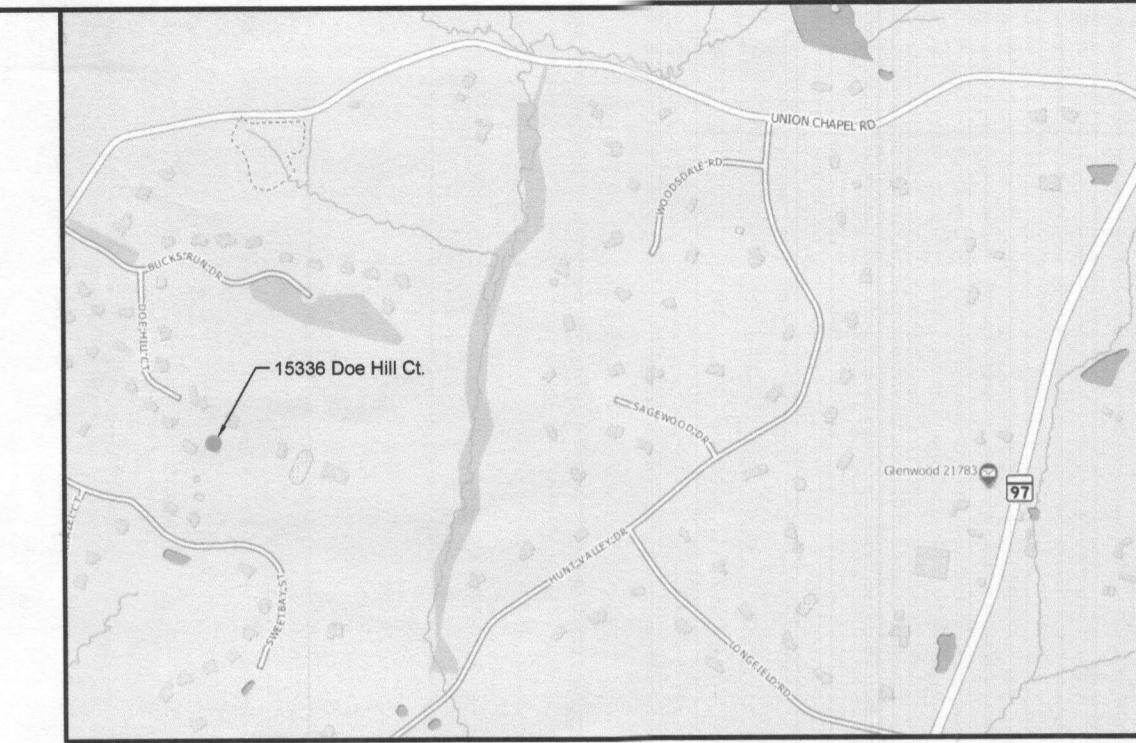 UNION CHAPEL RD
WOODSDALE RD
BUCKS RUN DR
DOE HILL CT
15336 Doe Hill Ct.
SAGEWOOD DR
Glenwood 21783
97
HUNT VALLEY DR
SWEETBAY ST
LONGFIELD RD